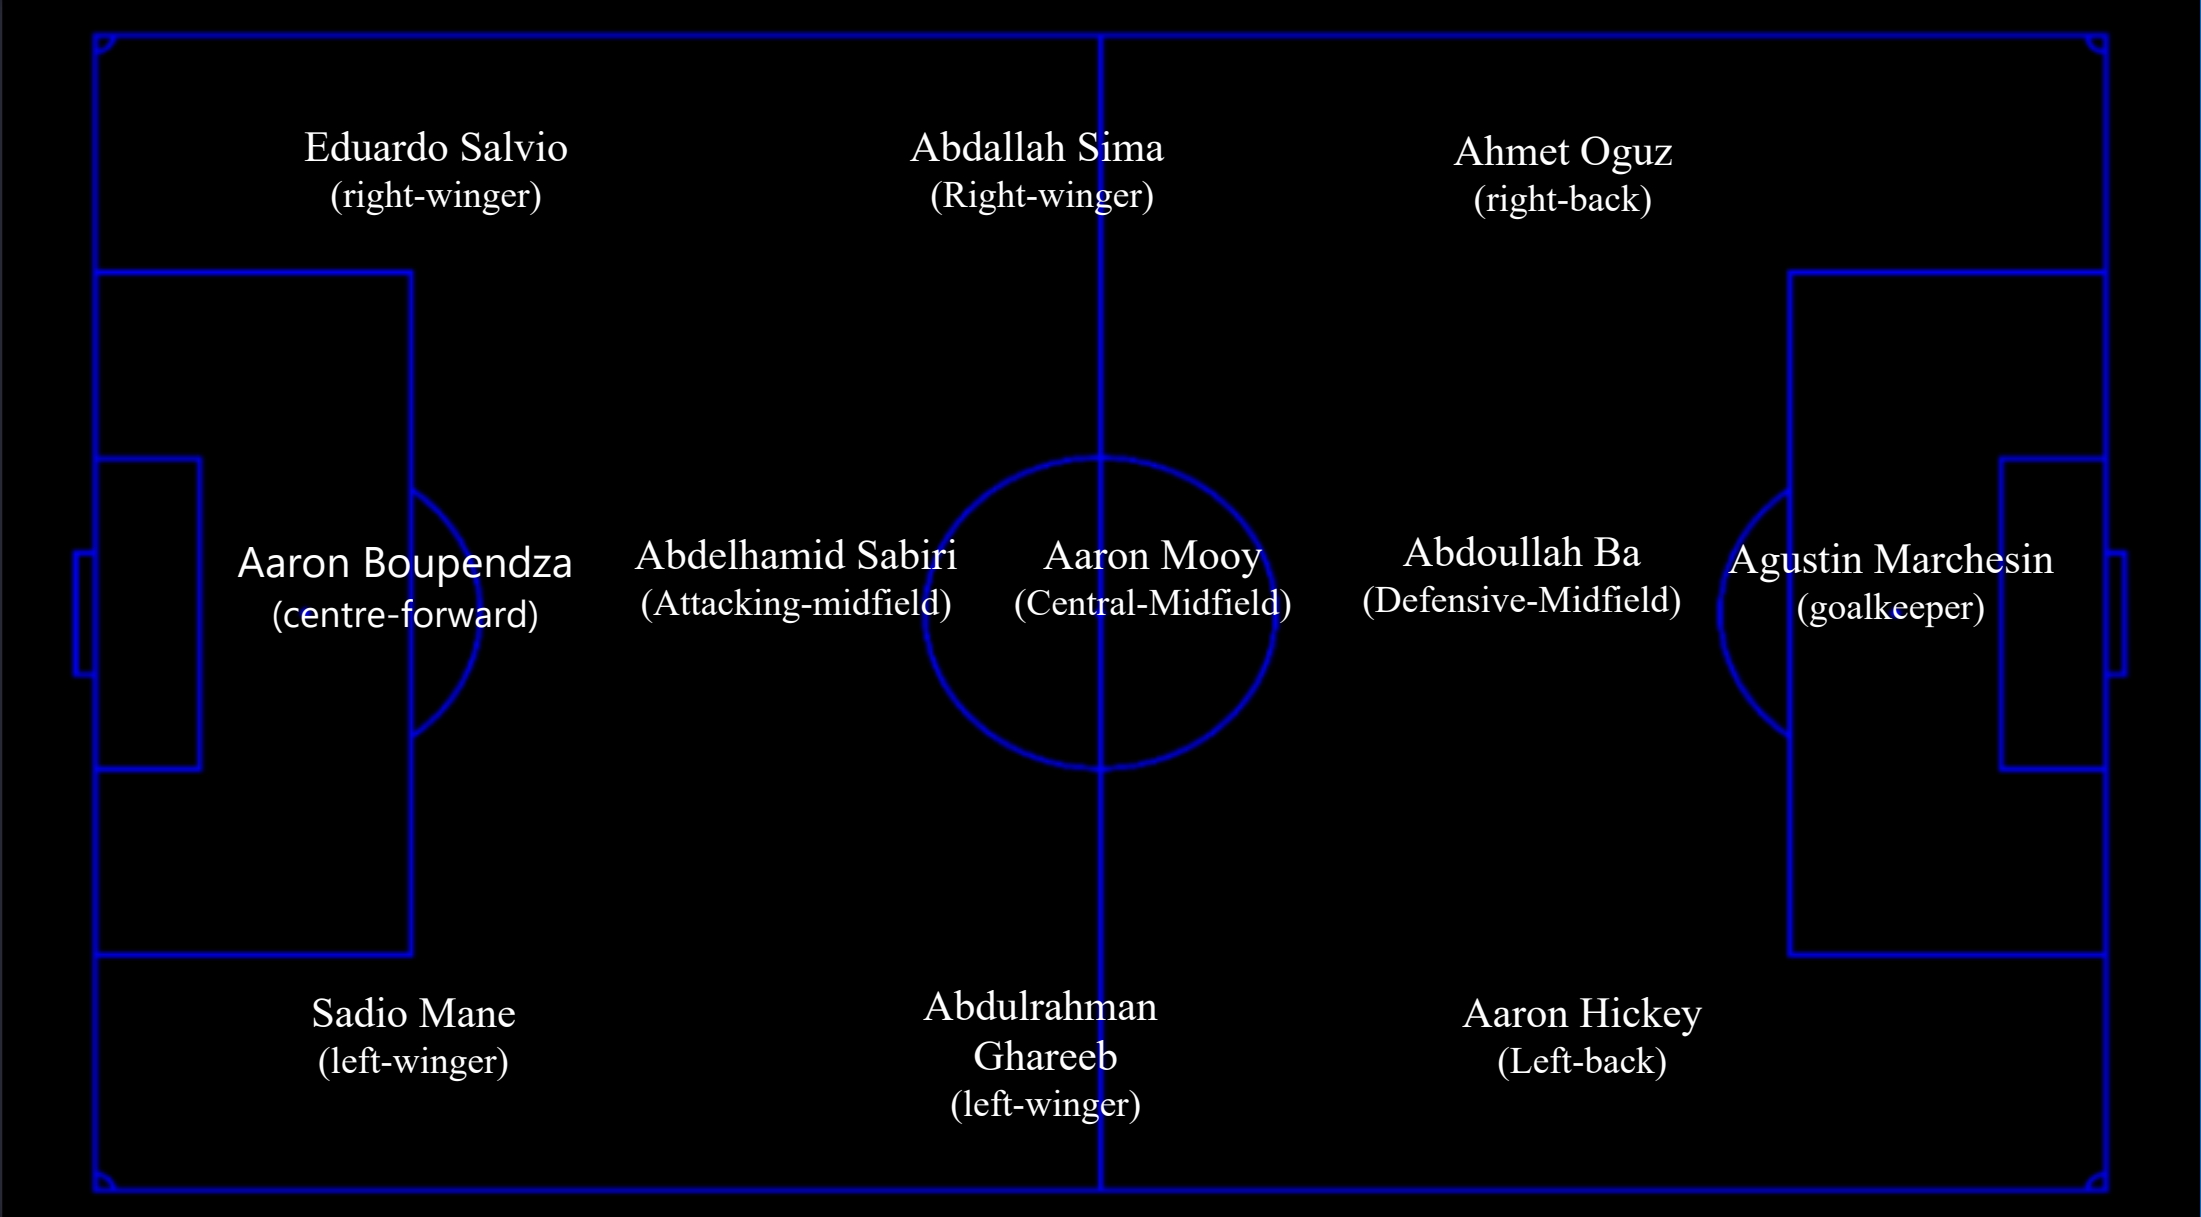 Eduardo Salvio
(right-winger)
Abdallah Sima
(Right-winger)
Ahmet Oguz
(right-back)
Aaron Boupendza
(centre-forward)
Abdelhamid Sabiri
(Attacking-midfield)
Aaron Mooy
(Central-Midfield)
Abdoullah Ba
(Defensive-Midfield)
Agustin Marchesin
(goalkeeper)
Sadio Mane
(left-winger)
Abdulrahman
Ghareeb
(left-winger)
Aaron Hickey
(Left-back)